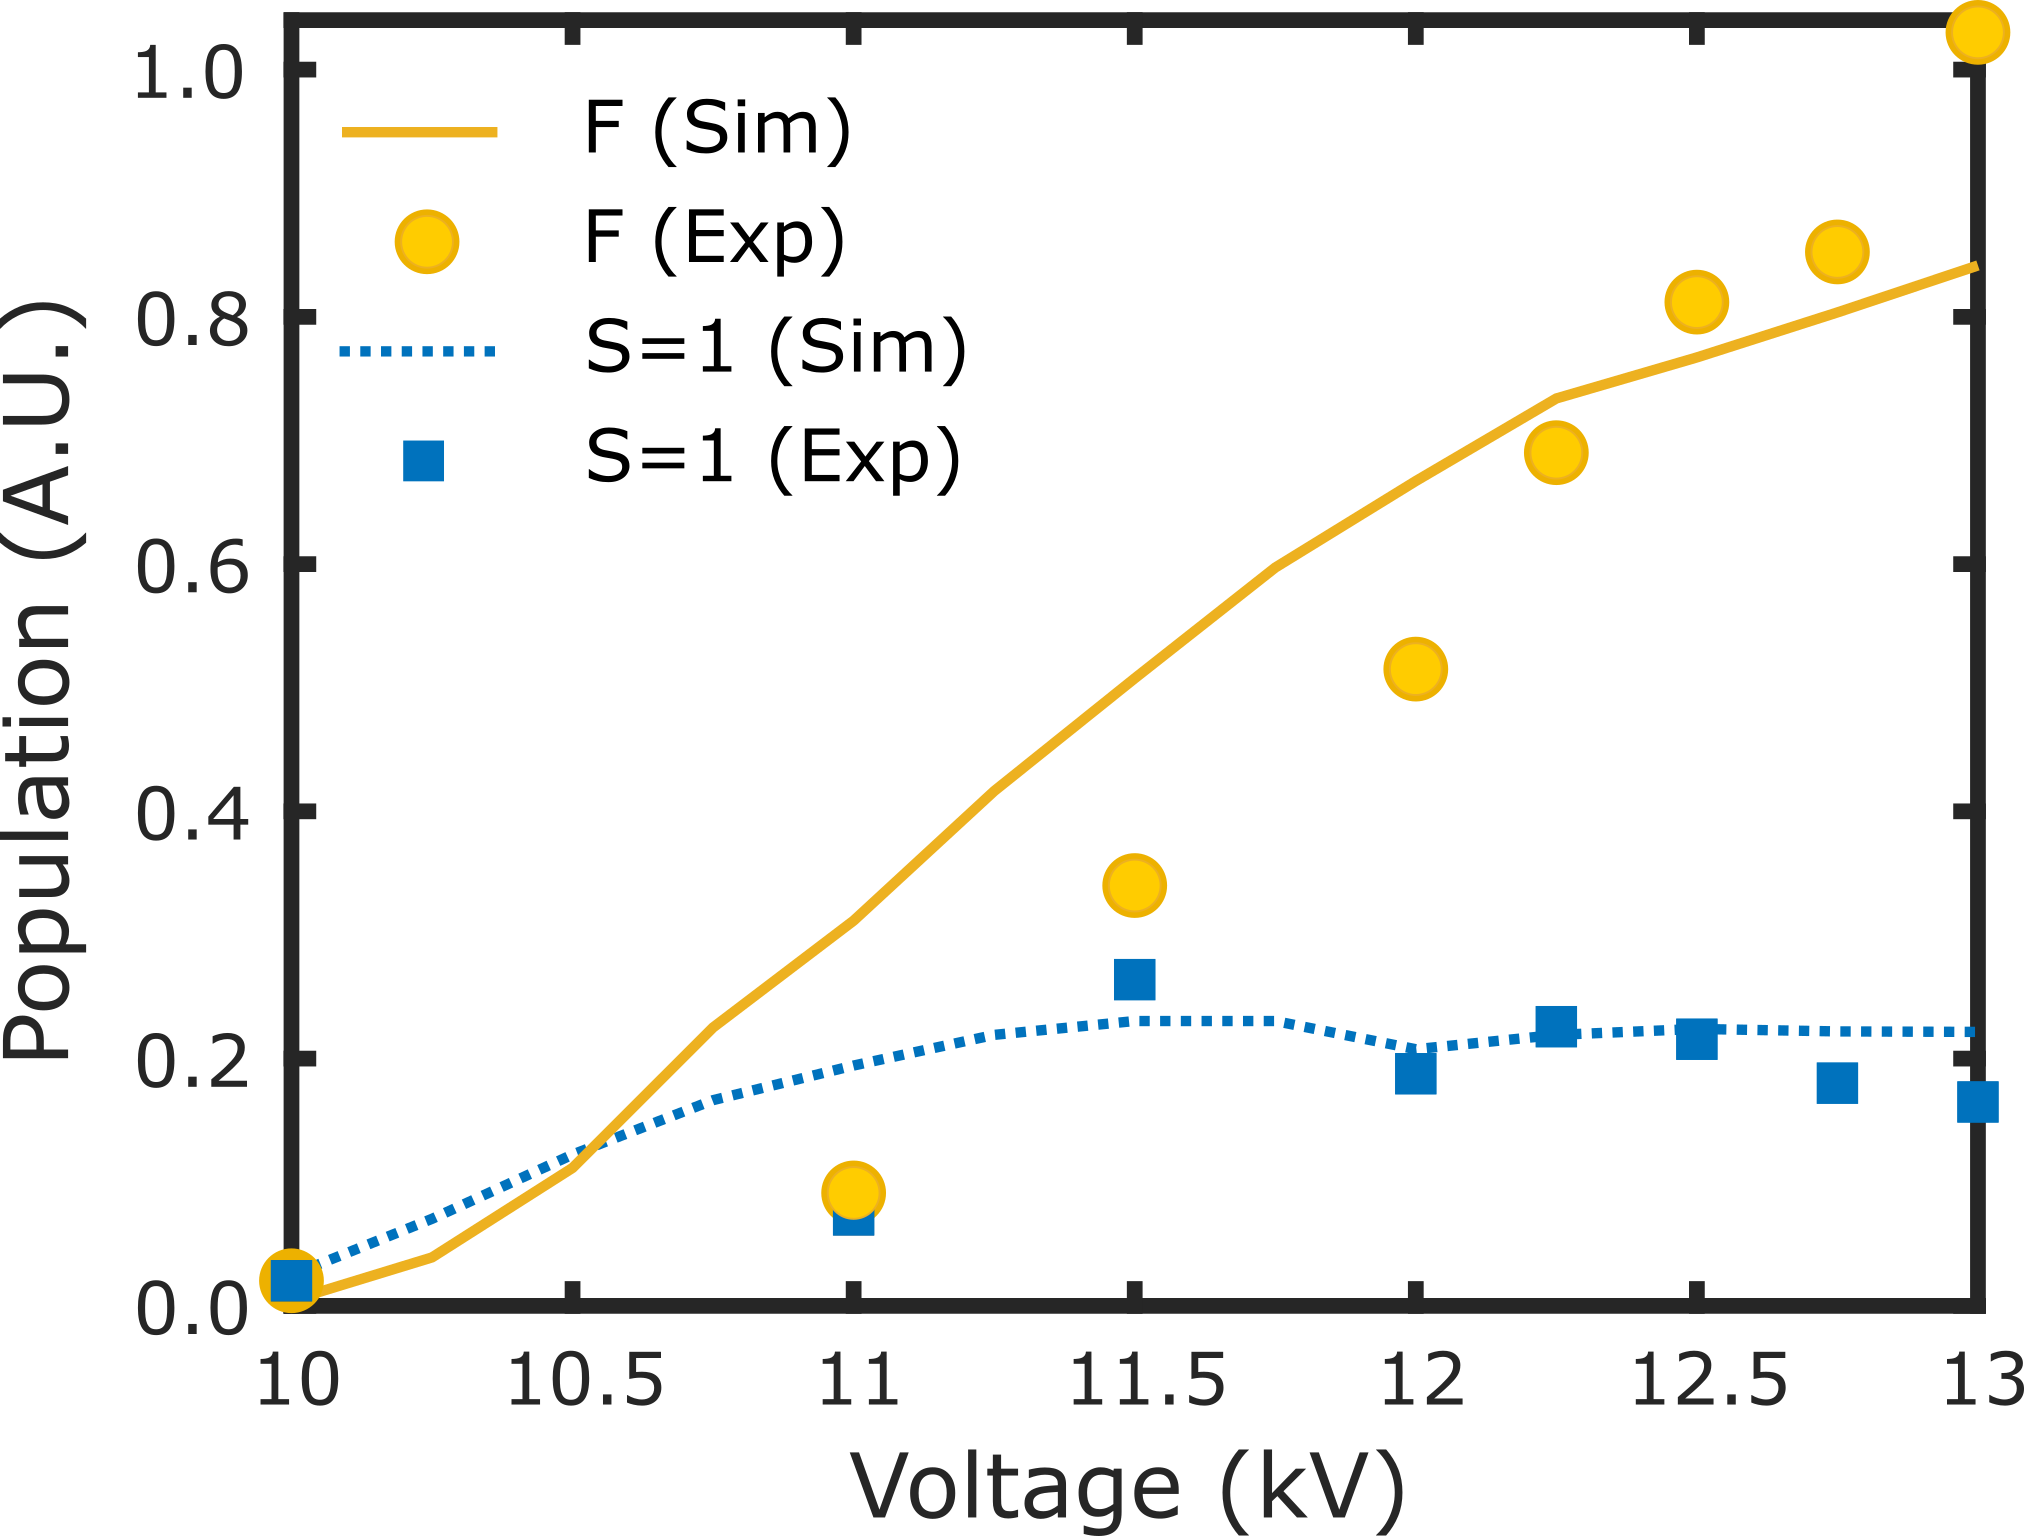 Population (A.U.)
1.0
0.8
0.6
0.4
0.2
0.0
F (Sim)
F (Exp)
S=1 (Sim)
S=1 (Exp)
10 10.5 11 11.5 12 12.5 13
Voltage (kV)